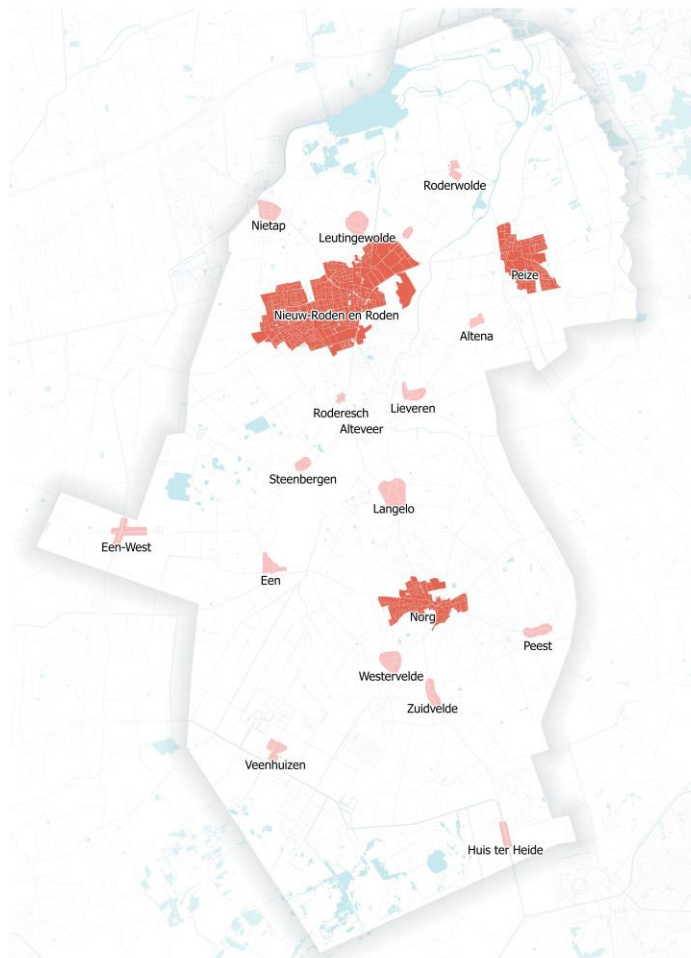 Roderwolde
Nietap
Leutingewolde
Peize
Nieuw-Roden en Roden
Altena
Roderesch
Lieveren
Alteveer
Steenbergen
Langelo
Een-West
Een
Norg
Peest
Westervelde
Zuidvelde
Veenhuizen
Huis ter Heide